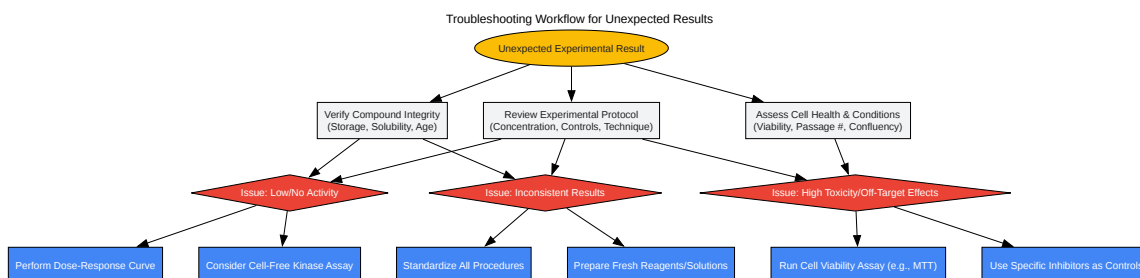 Troubleshooting Workflow for Unexpected Results
Unexpected Experimental Result
Verify Compound Integrity
(Storage, Solubility, Age)
Review Experimental Protocol
(Concentration, Controls, Technique)
Assess Cell Health & Conditions
(Viability, Passage #, Confluency)
Issue: Low/No Activity
Issue: Inconsistent Results
Issue: High Toxicity/Off-Target Effects
Perform Dose-Response Curve
Consider Cell-Free Kinase Assay
Standardize All Procedures
Prepare Fresh Reagents/Solutions
Run Cell Viability Assay (e.g., MTT)
Use Specific Inhibitors as Control